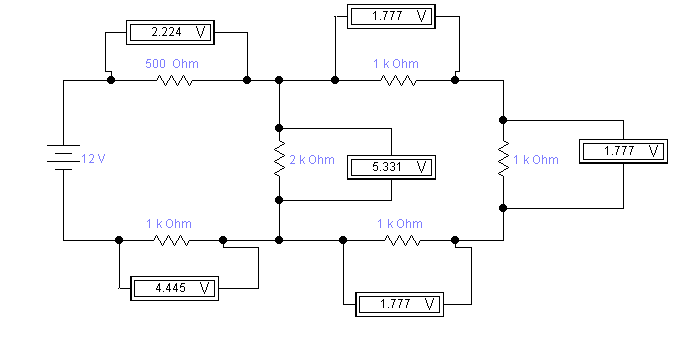 2.224 V
1.777 V
500 Ohm
1 k Ohm
12 V
2 k Ohm
5.331 V
1 k Ohm
1.777 V
1 k Ohm
1 k Ohm
4.445 V
1.777 V